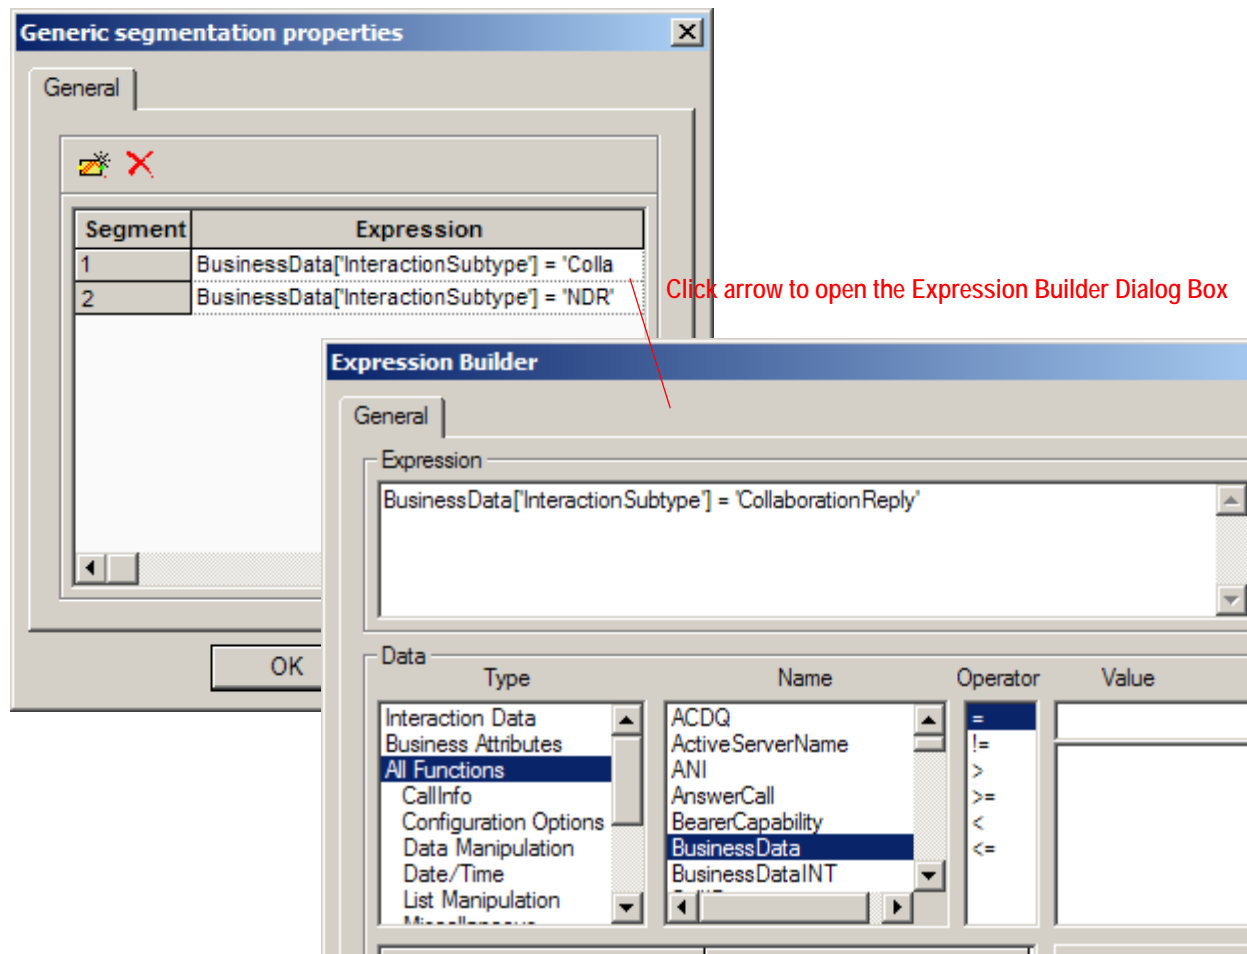 Generic segmentation properties
General
Segment Expression
1 BusinessData['InteractionSubtype'] = 'Colla
2 BusinessData['InteractionSubtype'] = 'NDR'
Click arrow to open the Expression Builder Dialog Box
OK
Expression Builder
General
Expression
BusinessData['InteractionSubtype'] = 'CollaborationReply'
Data
Type Name Operator Value
Interaction Data ACDQ =
Business Attributes ActiveServerName !=
All Functions ANI >
CallInfo AnswerCall >=
Configuration Options BearerCapability <
Data Manipulation BusinessData <=
Date/Time BusinessDataINT
List Manipulation